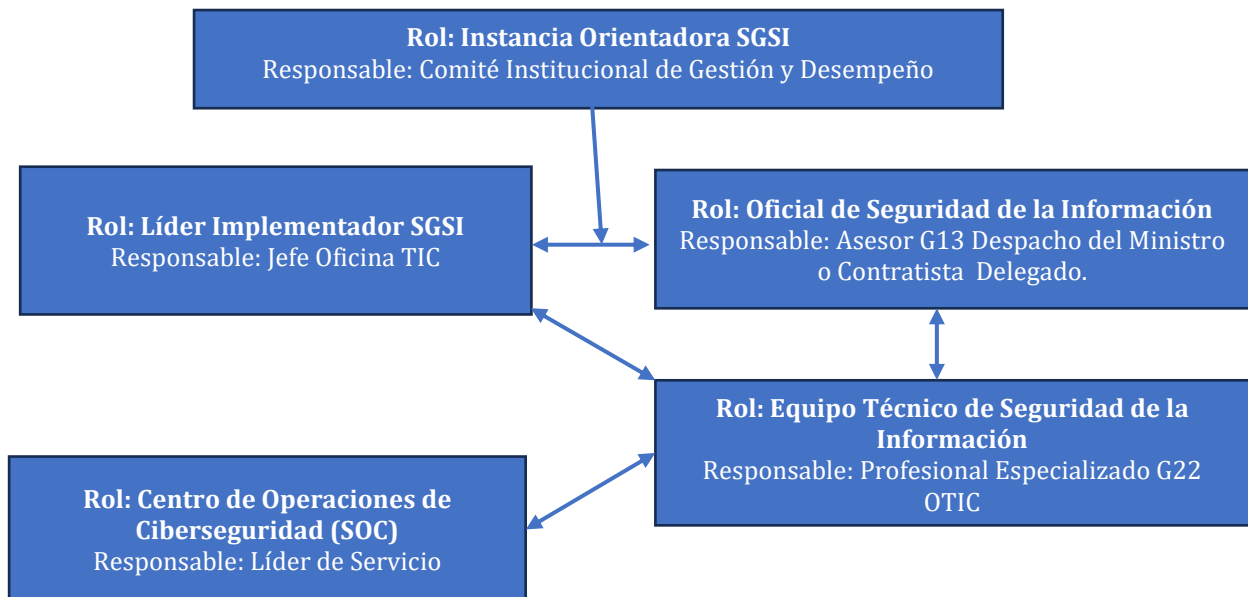 Rol: Instancia Orientadora SGSI
Responsable: Comité Institucional de Gestión y Desempeño
Rol: Líder Implementador SGSI
Responsable: Jefe Oficina TIC
Rol: Oficial de Seguridad de la Información
Responsable: Asesor G13 Despacho del Ministro
o Contratista Delegado.
Rol: Equipo Técnico de Seguridad de la
Información
Responsable: Profesional Especializado G22
OTIC
Rol: Centro de Operaciones de
Ciberseguridad (SOC)
Responsable: Líder de Servicio